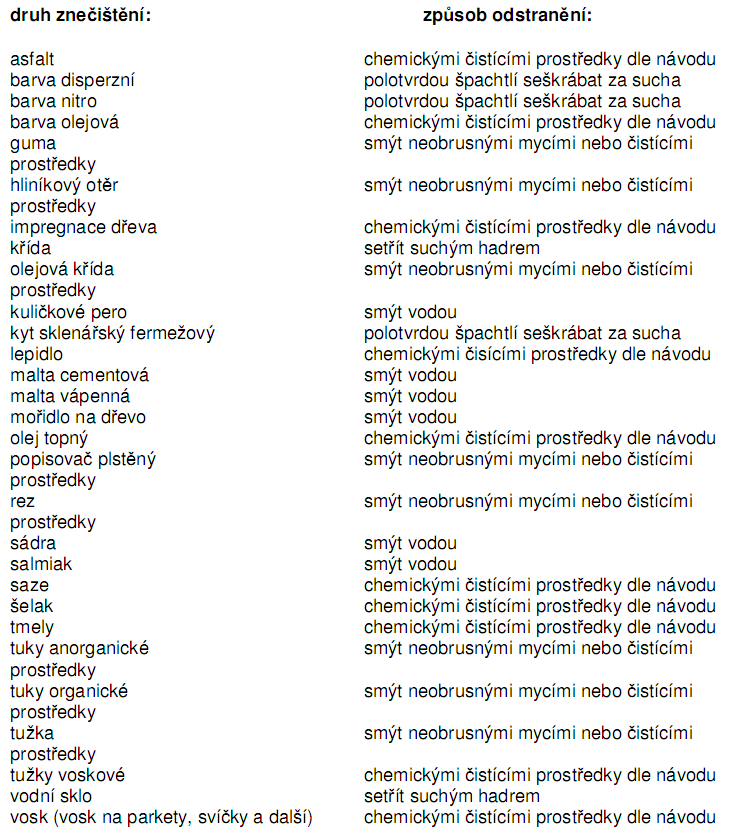 druh znečištění: způsob odstranění:
asfalt chemickými čistícími prostředky dle návodu
barva disperzní polotvrdou špachtlí seškrábat za sucha
barva nitro polotvrdou špachtlí seškrábat za sucha
barva olejová chemickými čistícími prostředky dle návodu
guma smýt neobrusnými mycími nebo čistícími
prostředky
hliníkový otěr smýt neobrusnými mycími nebo čistícími
prostředky
impregnace dřeva chemickými čistícími prostředky dle návodu
křída setřít suchým hadrem
olejová křída smýt neobrusnými mycími nebo čistícími
prostředky
kuličkové pero smýt vodou
kyt sklenářský fermežový polotvrdou špachtlí seškrábat za sucha
lepidlo chemickými čisícími prostředky dle návodu
malta cementová smýt vodou
malta vápenná smýt vodou
mořidlo na dřevo smýt vodou
olej topný chemickými čistícími prostředky dle návodu
popisovač plstěný smýt neobrusnými mycími nebo čistícími
prostředky
rez smýt neobrusnými mycími nebo čistícími
prostředky
sádra smýt vodou
salmiak smýt vodou
saze chemickými čistícími prostředky dle návodu
šelak chemickými čistícími prostředky dle návodu
tmely chemickými čistícími prostředky dle návodu
tuky anorganické smýt neobrusnými mycími nebo čistícími
prostředky
tuky organické smýt neobrusnými mycími nebo čistícími
prostředky
tužka smýt neobrusnými mycími nebo čistícími
prostředky
tužky voskové chemickými čistícími prostředky dle návodu
vodní sklo setřít suchým hadrem
vosk (vosk na parkety, svíčky a další) chemickými čistícími prostředky dle návodu